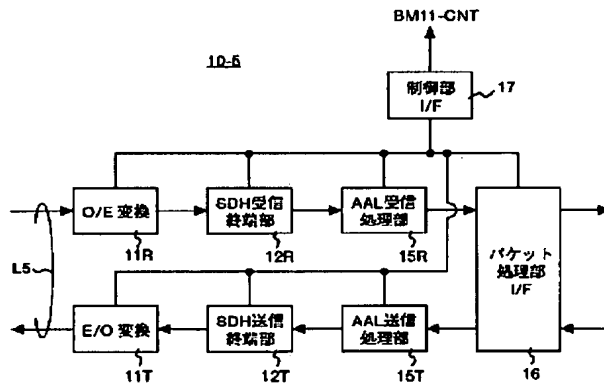 BM11-CNT
10-5
制御部
I/F
17
O/E 変換
SDH受信
終端部
AAL受信
処理部
11R
12R
15R
L5
パケット
処理部
I/F
E/O 変換
SDH送信
終端部
AAL送信
処理部
11T
12T
15T
16